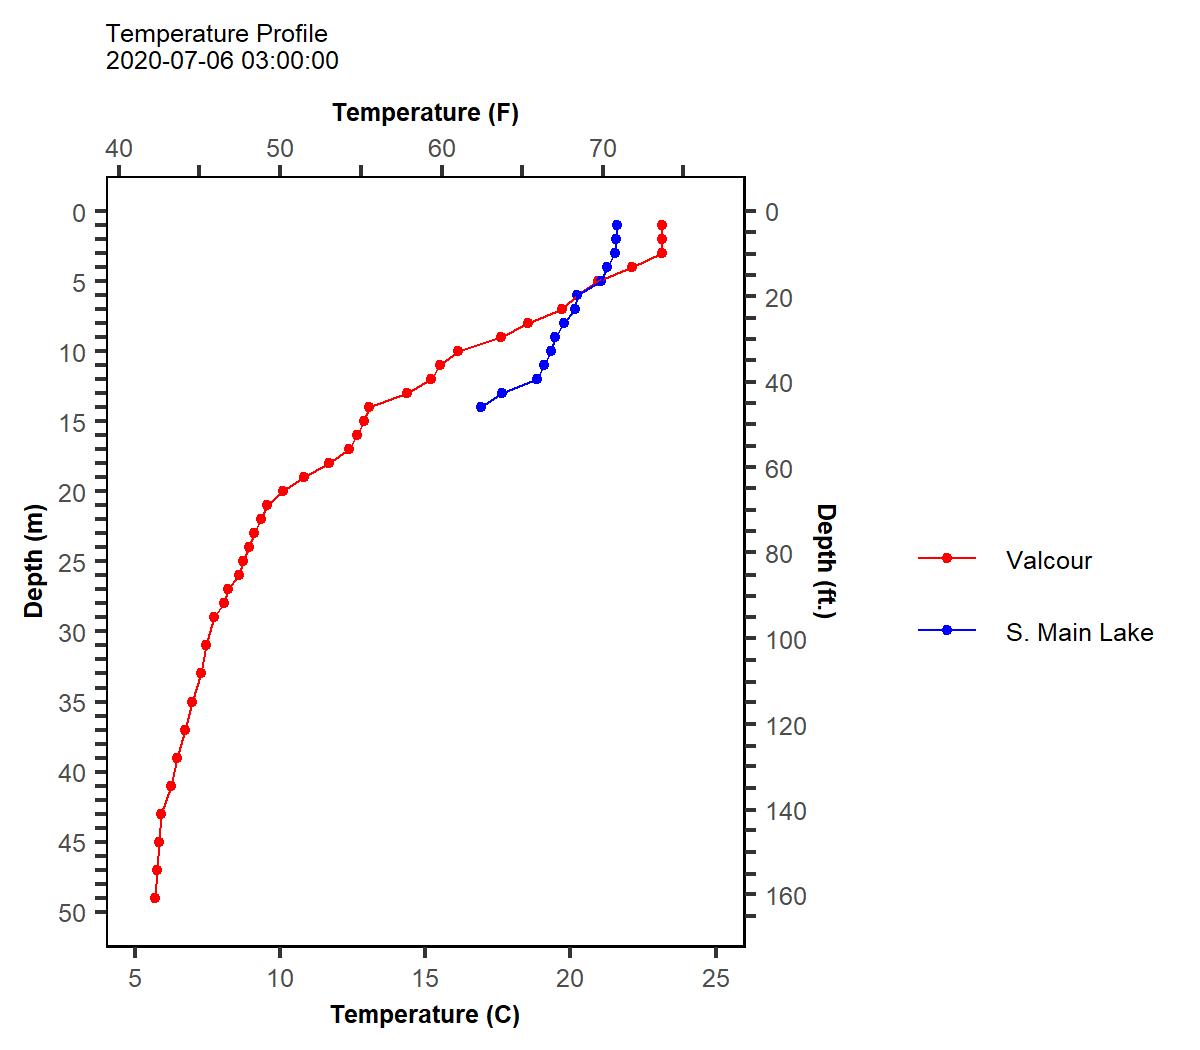 Temperature Profile
2020-07-06 03:00:00
Temperature (F)
40 50 60 70
0
5
10
15
20
25
30
35
40
45
50
Depth (m)
0
20
40
60
80
100
120
140
160
Depth (ft.)
Valcour
S. Main Lake
5 10 15 20 25
Temperature (C)